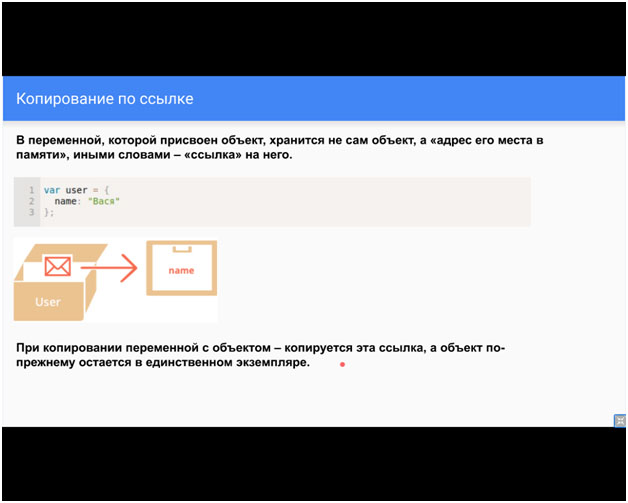 Копирование по ссылке
В переменной, которой присвоен объект, хранится не сам объект, а «адрес его места в
памяти», иными словами – «ссылка» на него.
1 var user = {
2 name: "Вася"
3 };
name
User
При копировании переменной с объектом – копируется эта ссылка, а объект по-
прежнему остается в единственном экземпляре.